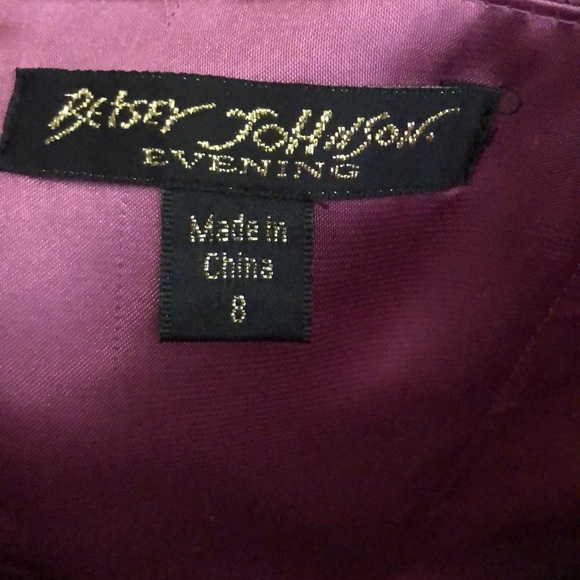 BETSEY JOHNSON.
EVENING
Made in
China
8